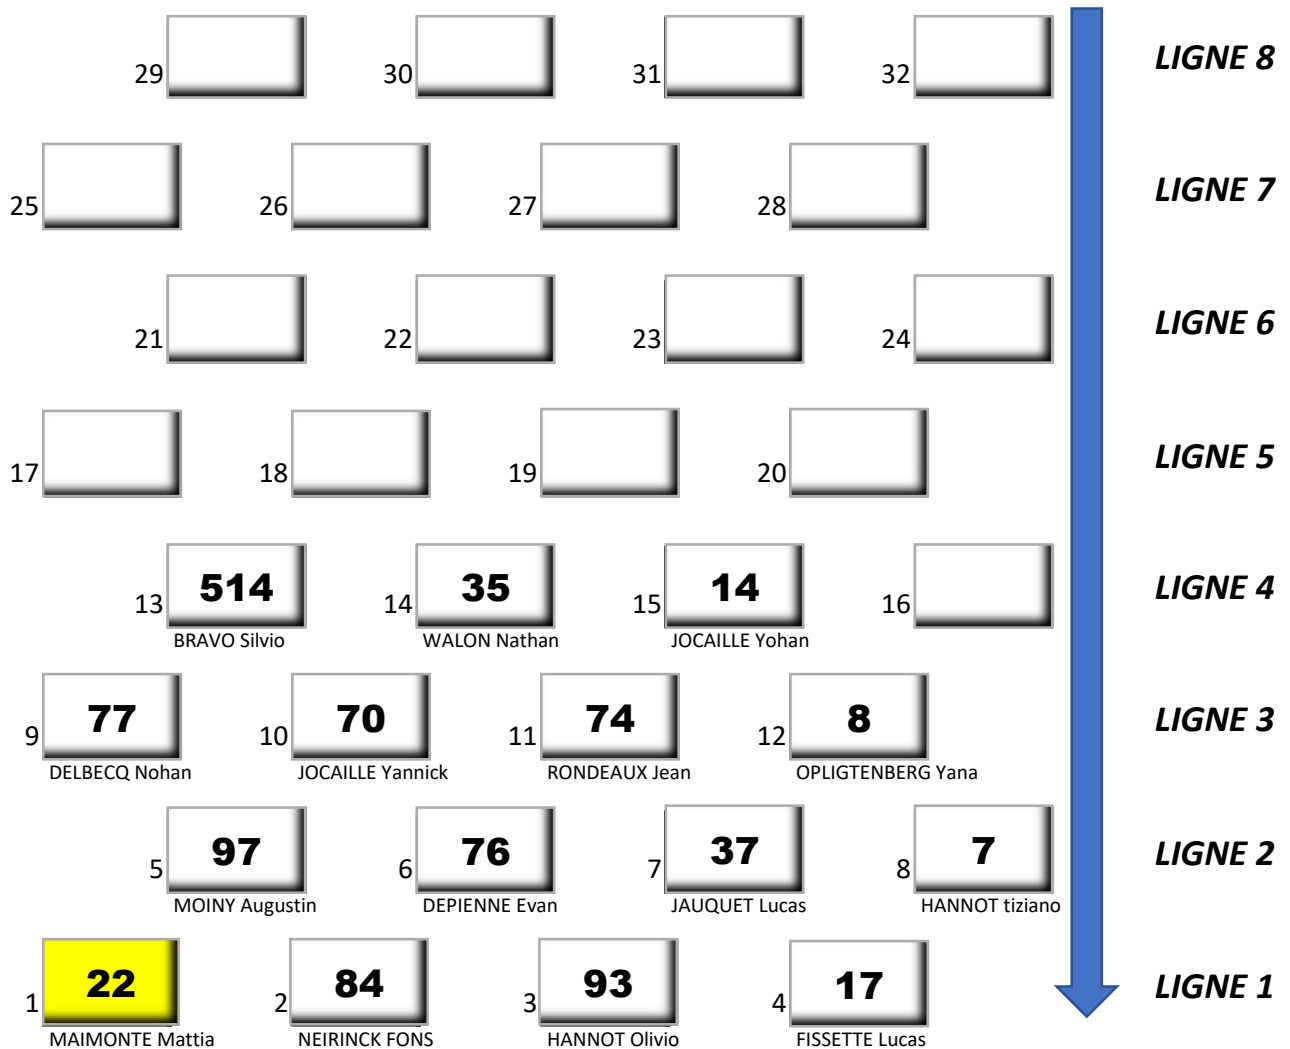 29 30 31 32 LIGNE 8
25 26 27 28 LIGNE 7
21 22 23 24 LIGNE 6
17 18 19 20 LIGNE 5
13 514 14 35 15 14 16 LIGNE 4
BRAVO Silvio WALON Nathan JOCAILLE Yohan
9 77 10 70 11 74 12 8 LIGNE 3
DELBECQ Nohan JOCAILLE Yannick RONDEAUX Jean OPLIGTENBERG Yana
5 97 6 76 7 37 8 7 LIGNE 2
MOINY Augustin DEPIENNE Evan JAUQUET Lucas HANNOT tiziano
1 22 2 84 3 93 4 17 LIGNE 1
MAIMONTE Mattia NEIRINCK FONS HANNOT Olivio FISSETTE Lucas